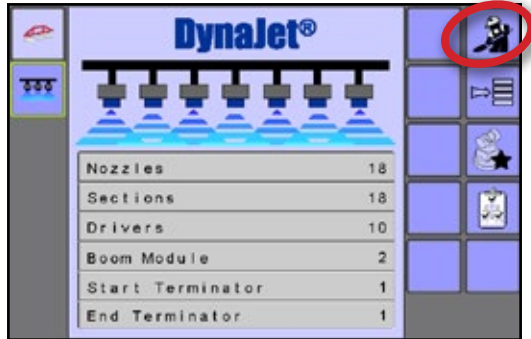 DynaJet®
Nozzles 18
Sections 18
Drivers 10
Boom Module 2
Start Terminator 1
End Terminator 1